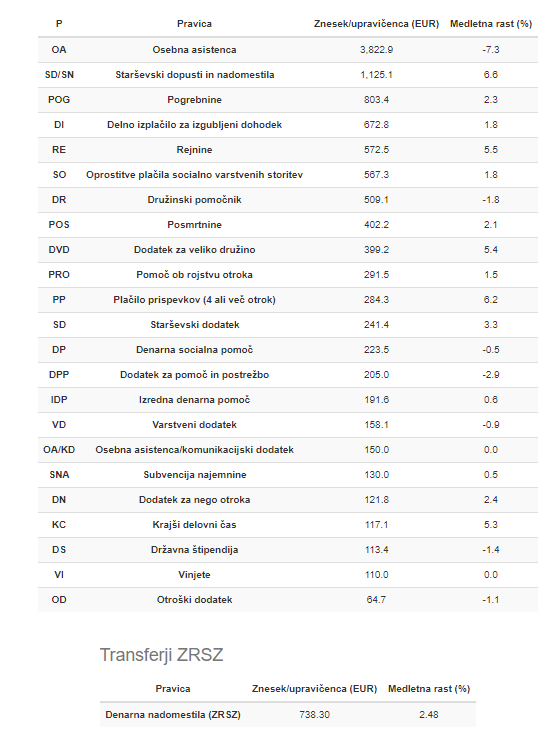 P Pravica Znesek/upravičenca (EUR) Medletna rast (%)
OA Osebna asistenca 3,822.9 -7.3
SD/SN Starševski dopusti in nadomestila 1,125.1 6.6
POG Pogrebnine 803.4 2.3
DI Delno izplačilo za izgubljeni dohodek 672.8 1.8
RE Rejnine 572.5 5.5
SO Oprostitve plačila socialno varstvenih storitev 567.3 1.8
DR Družinski pomočnik 509.1 -1.8
POS Posmrtnine 402.2 2.1
DVD Dodatek za veliko družino 399.2 5.4
PRO Pomoč ob rojstvu otroka 291.5 1.5
PP Plačilo prispevkov (4 ali več otrok) 284.3 6.2
SD Starševski dodatek 241.4 3.3
DP Denarna socialna pomoč 223.5 -0.5
DPP Dodatek za pomoč in postrežbo 205.0 -2.9
IDP Izredna denarna pomoč 191.6 0.6
VD Varstveni dodatek 158.1 -0.9
OA/KD Osebna asistenca/komunikacijski dodatek 150.0 0.0
SNA Subvencija najemnine 130.0 0.5
DN Dodatek za nego otroka 121.8 2.4
KC Krajši delovni čas 117.1 5.3
DS Državna štipendija 113.4 -1.4
VI Vinjete 110.0 0.0
OD Otroški dodatek 64.7 -1.1
Transferji ZRSZ
Pravica Znesek/upravičenca (EUR) Medletna rast (%)
Denarna nadomestila (ZRSZ) 738.30 2.48